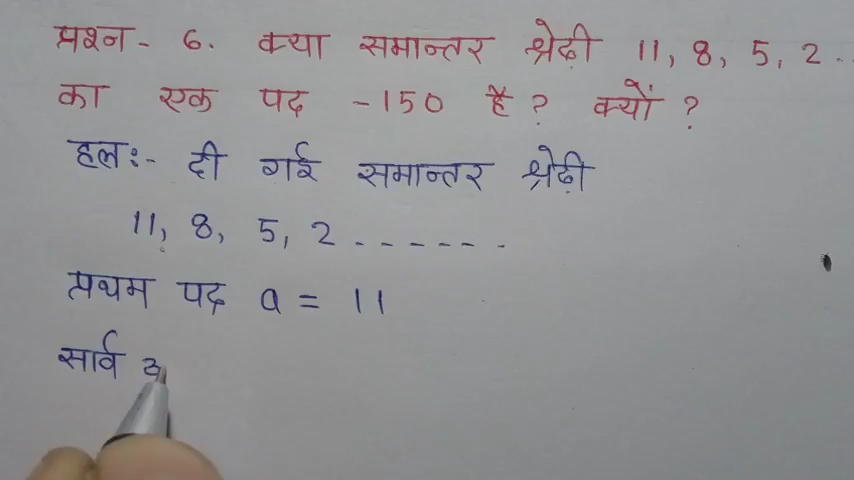 प्रश्न- 6. क्या समान्तर श्रेढ़ी 11, 8, 5, 2..
का एक पद -150 है? क्यों?
हल:- दी गई समान्तर श्रेढ़ी
11, 8, 5, 2 - - - - - -
प्रथम पद a = 11
सार्व